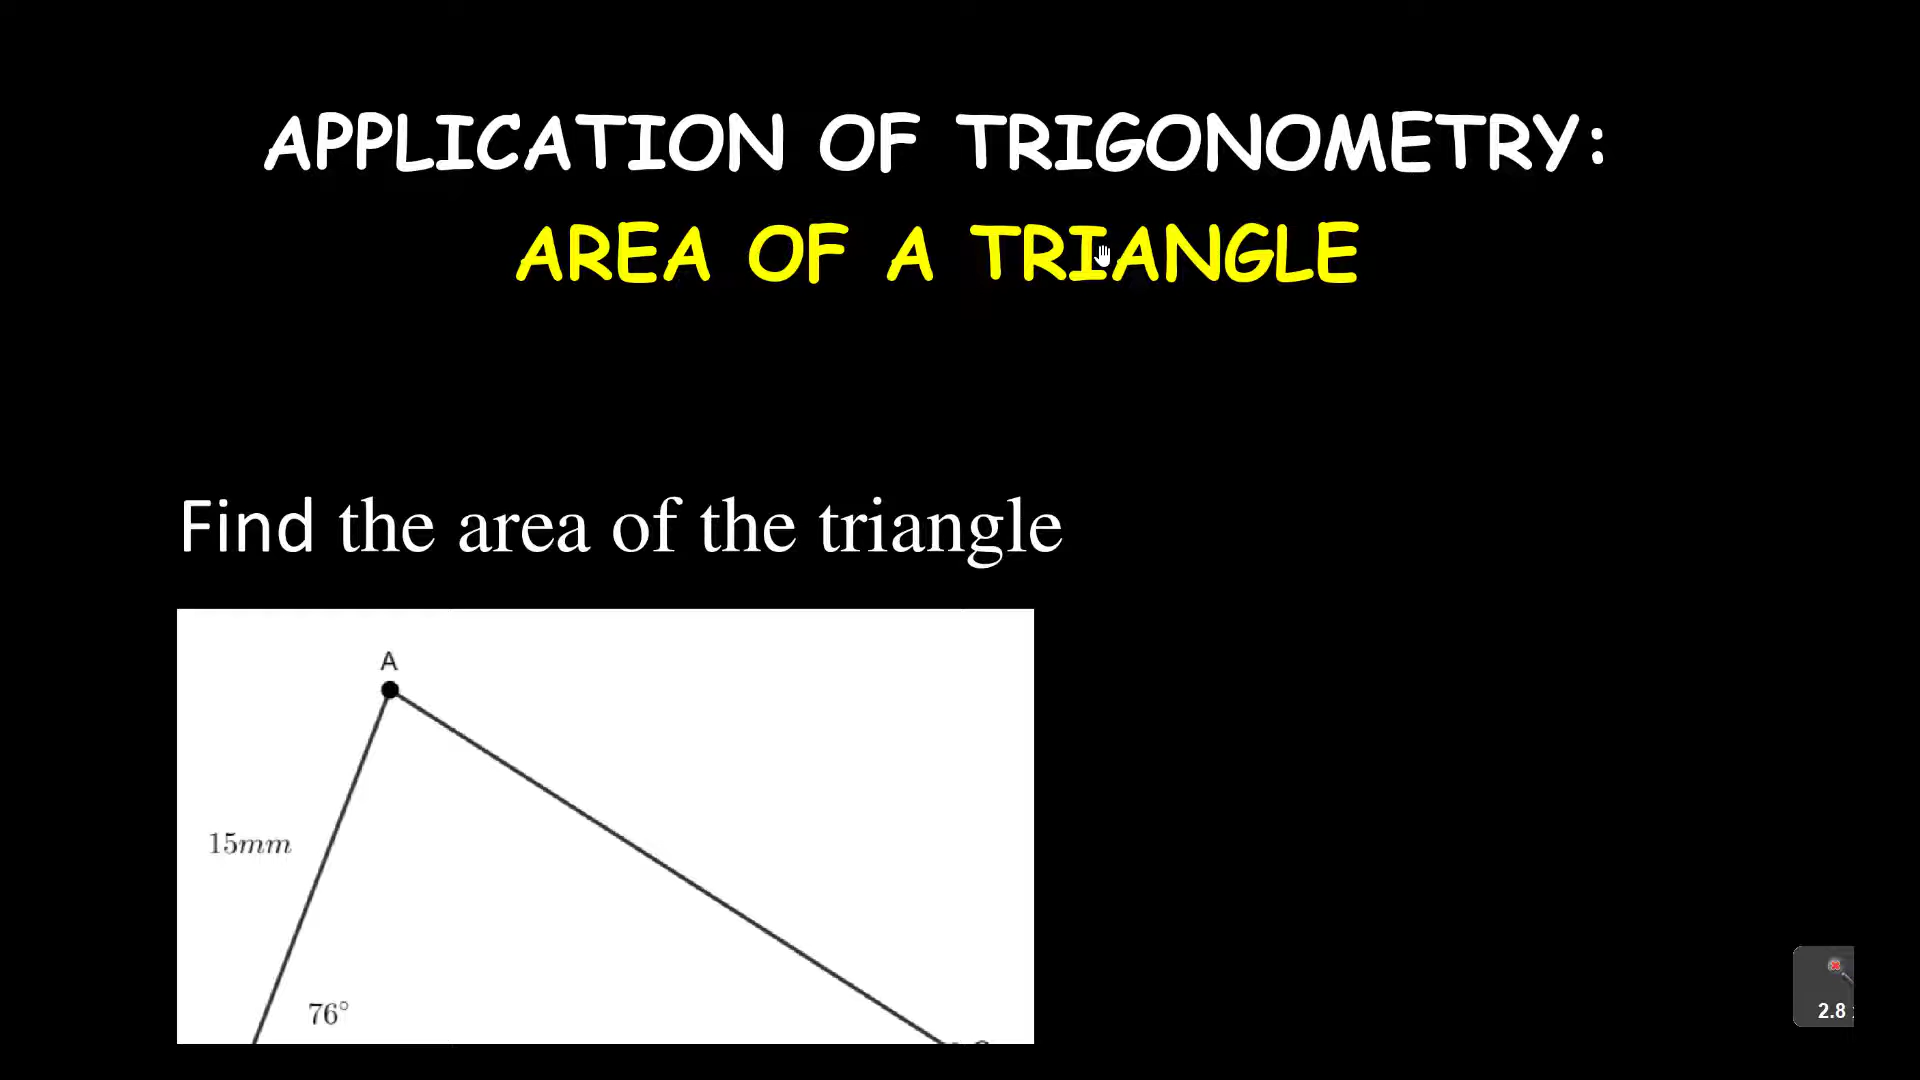 APPLICATION OF TRIGONOMETRY:
AREA OF A TRIANGLE
Find the area of the triangle
A
15mm
76°
2.8